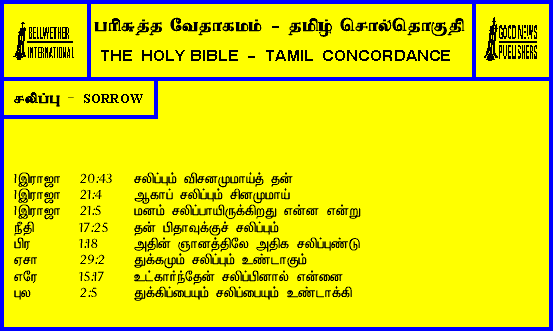 BELLWETHER
INTERNATIONAL
பரிசுத்த வேதாகமம் - தமிழ் சொல்தொகுதி
THE HOLY BIBLE - TAMIL CONCORDANCE
GOOD NEWS
PUBLISHERS
சலிப்பு - SORROW
1இராஜா 20:43 சலிப்பும் விசனமுமாய்த் தன்
1இராஜா 21:4 ஆகாப் சலிப்பும் சினமுமாய்
1இராஜா 21:5 மனம் சலிப்பாயிருக்கிறது என்ன என்று
நீதி 17:25 தன் பிதாவுக்குச் சலிப்பும்
பிர 1:18 அதின் ஞானத்திலே அதிக சலிப்புண்டு
ஏசா 29:2 துக்கமும் சலிப்பும் உண்டாகும்
எரே 15:17 உட்கார்ந்தேன் சலிப்பினால் என்னை
புல 2:5 துக்கிப்பையும் சலிப்பையும் உண்டாக்கி